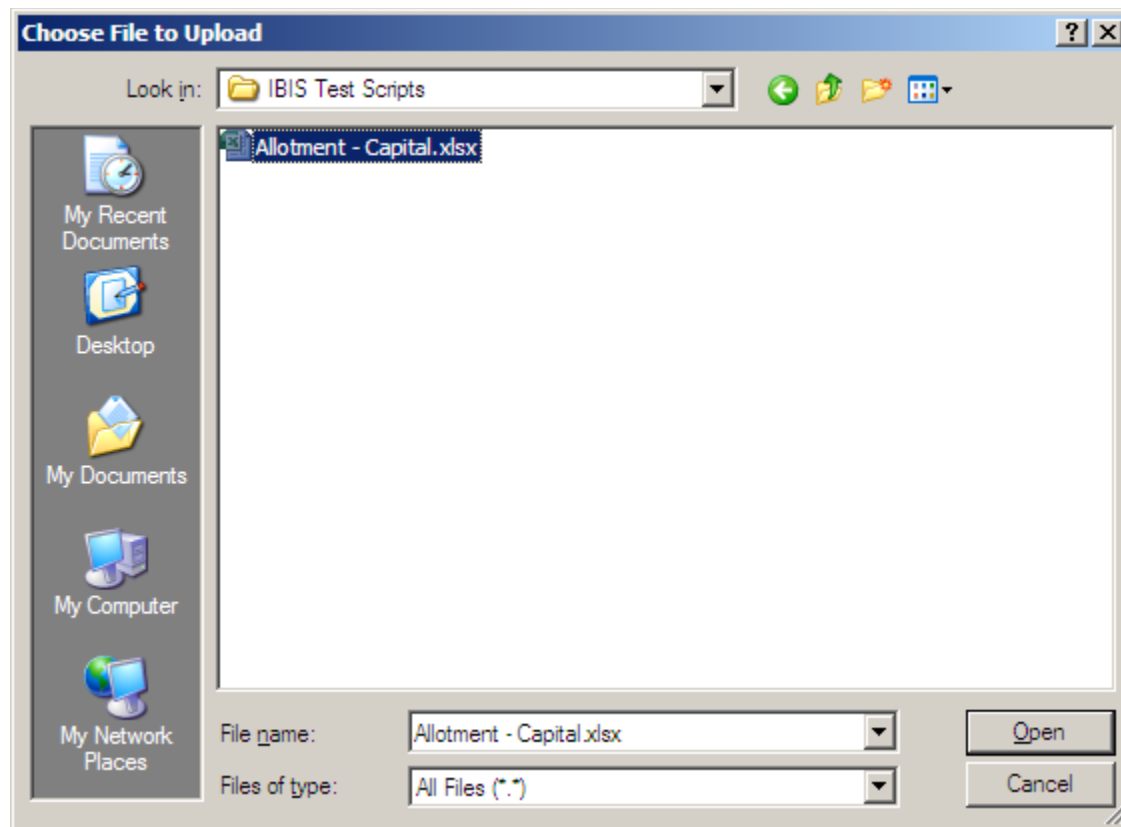 Choose File to Upload
Look in: IBIS Test Scripts
Allotment - Capital.xlsx
My Recent
Documents
Desktop
My Documents
My Computer
My Network
Places
File name: Allotment - Capital.xlsx Open
Files of type: All Files (*.*) Cancel